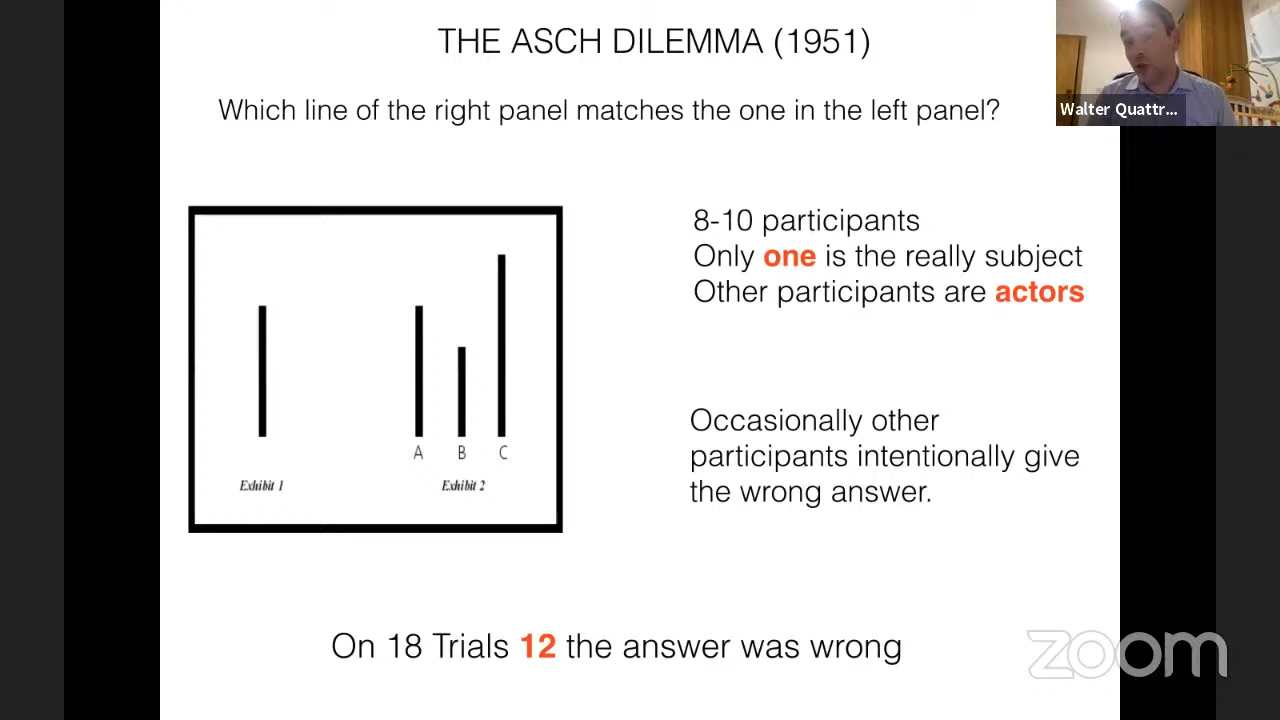 THE ASCH DILEMMA (1951)
Which line of the right panel matches the one in the left panel?
Walter Quattr...
8-10 participants
Only one is the really subject
Other participants are actors
A B C
Exhibit 1 Exhibit 2
Occasionally other
participants intentionally give
the wrong answer.
On 18 Trials 12 the answer was wrong
zoom